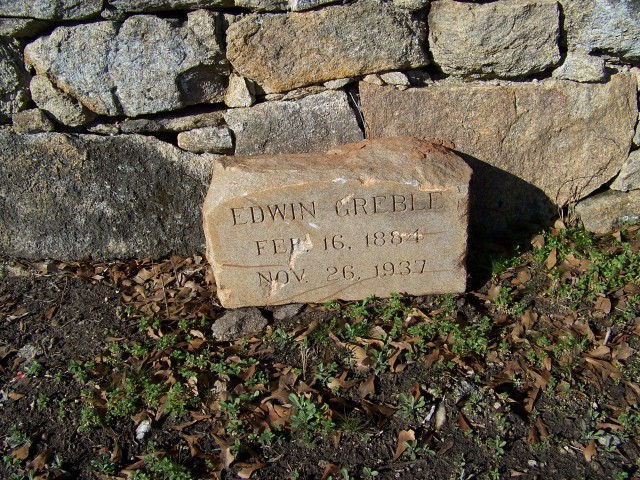 EDWIN GREBLE
FEB. 16, 1884
NOV. 26, 1937